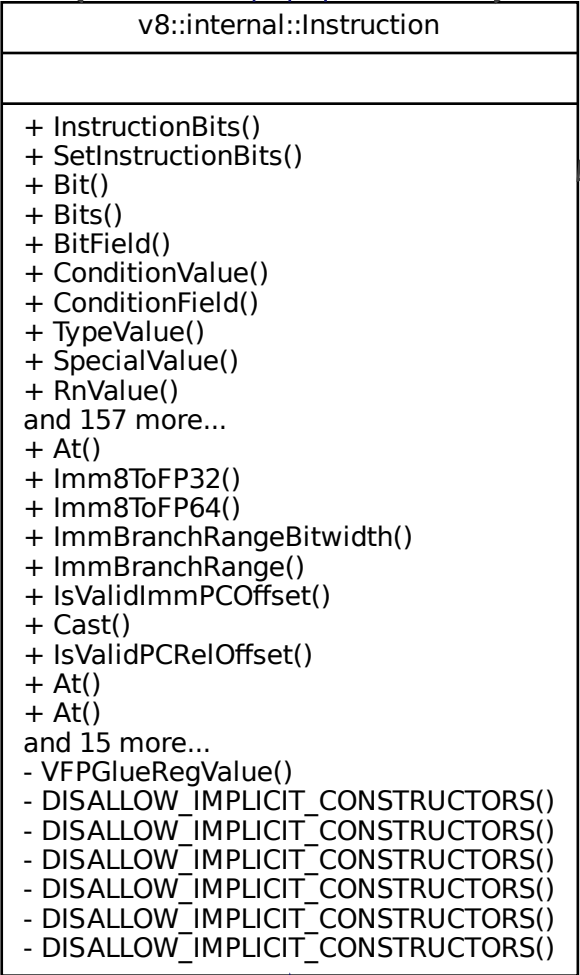 v8::internal::Instruction
+ InstructionBits()
+ SetInstructionBits()
+ Bit()
+ Bits()
+ BitField()
+ ConditionValue()
+ ConditionField()
+ TypeValue()
+ SpecialValue()
+ RnValue()
and 157 more...
+ At()
+ Imm8ToFP32()
+ Imm8ToFP64()
+ ImmBranchRangeBitwidth()
+ ImmBranchRange()
+ IsValidImmPCOffset()
+ Cast()
+ IsValidPCRelOffset()
+ At()
+ At()
and 15 more...
- VFPGlueRegValue()
- DISALLOW_IMPLICIT_CONSTRUCTORS()
- DISALLOW_IMPLICIT_CONSTRUCTORS()
- DISALLOW_IMPLICIT_CONSTRUCTORS()
- DISALLOW_IMPLICIT_CONSTRUCTORS()
- DISALLOW_IMPLICIT_CONSTRUCTORS()
- DISALLOW_IMPLICIT_CONSTRUCTORS()